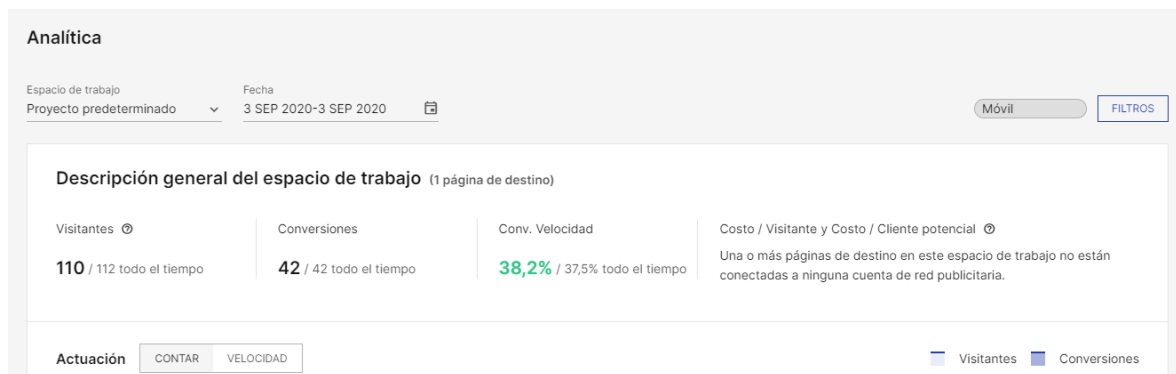 Analítica
Espacio de trabajo
Proyecto predeterminado
Fecha
3 SEP 2020-3 SEP 2020
Móvil
FILTROS
Descripción general del espacio de trabajo (1 página de destino)
Visitantes
110 / 112 todo el tiempo
Conversiones
42 / 42 todo el tiempo
Conv. Velocidad
38,2% / 37,5% todo el tiempo
Costo / Visitante y Costo / Cliente potencial
Una o más páginas de destino en este espacio de trabajo no están
conectadas a ninguna cuenta de red publicitaria.
Actuación
CONTAR
VELOCIDAD
Visitantes
Conversiones